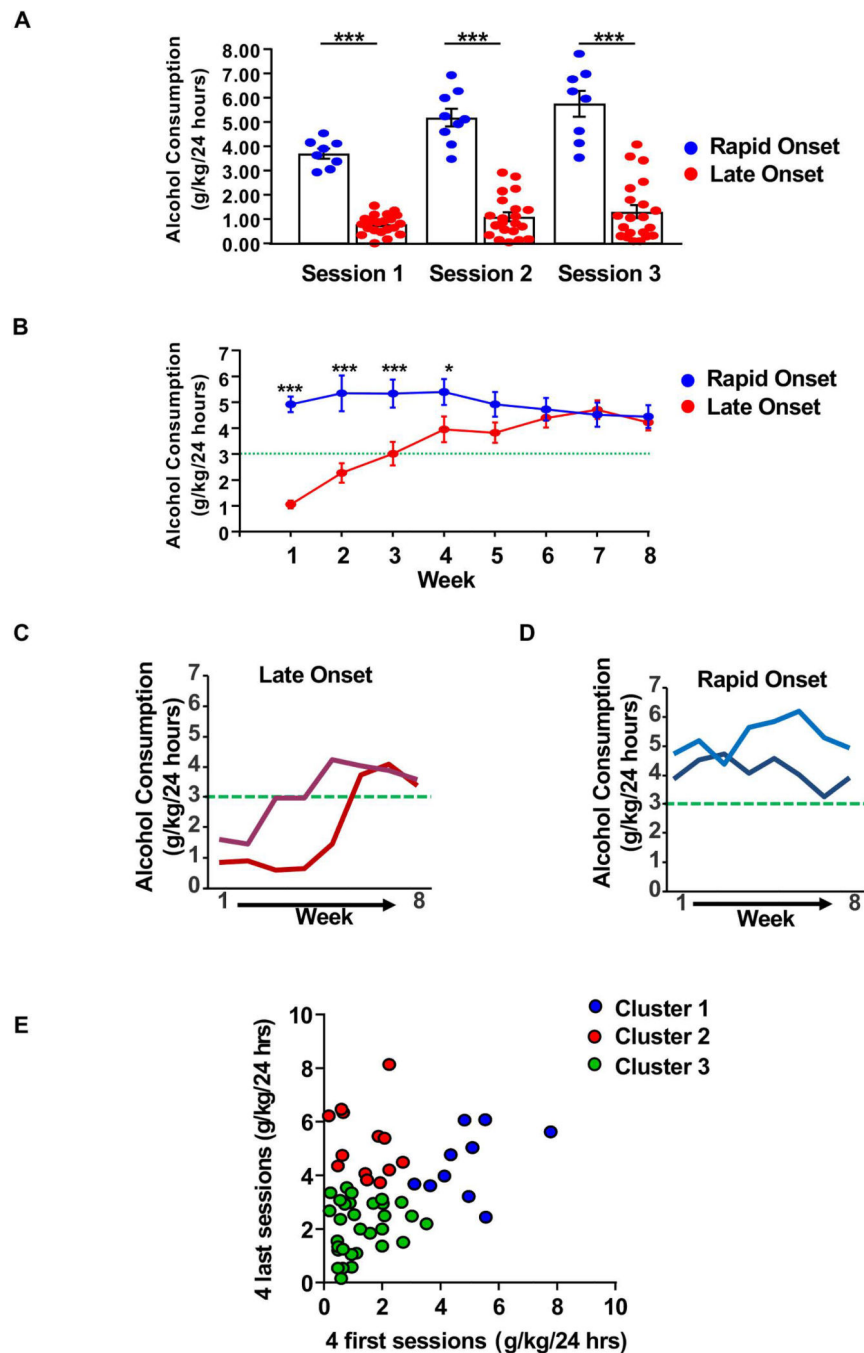 A
Alcohol Consumption
(g/kg/24 hours)
8.00
7.00
6.00
5.00
4.00
3.00
2.00
1.00
0.00
***
***
***
Session 1
Session 2
Session 3
Rapid Onset
Late Onset
B
Alcohol Consumption
(g/kg/24 hours)
7
6
5
4
3
2
1
0
***
***
***
*
1 2 3 4 5 6 7 8
Week
Rapid Onset
Late Onset
C
Late Onset
Alcohol Consumption
(g/kg/24 hours)
7
6
5
4
3
2
1
0
1
8
Week
D
Rapid Onset
Alcohol Consumption
(g/kg/24 hours)
7
6
5
4
3
2
1
0
1
8
Week
E
4 last sessions (g/kg/24 hrs)
10
8
6
4
2
0
0 2 4 6 8 10
4 first sessions (g/kg/24 hrs)
Cluster 1
Cluster 2
Cluster 3